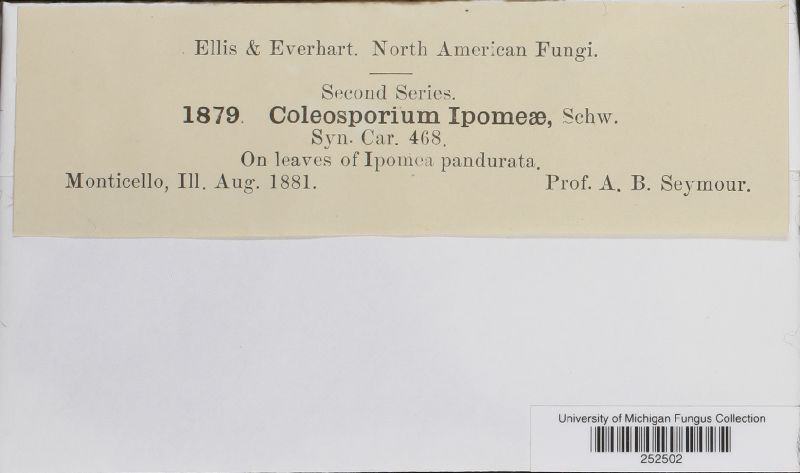 Ellis & Everhart. North American Fungi.
Second Series.
1879. Coleosporium Ipomeæ, Schw.
Syn. Car. 468.
On leaves of Ipomea pandurata.
Monticello, Ill. Aug. 1881. Prof. A. B. Seymour.
University of Michigan Fungus Collection
252502